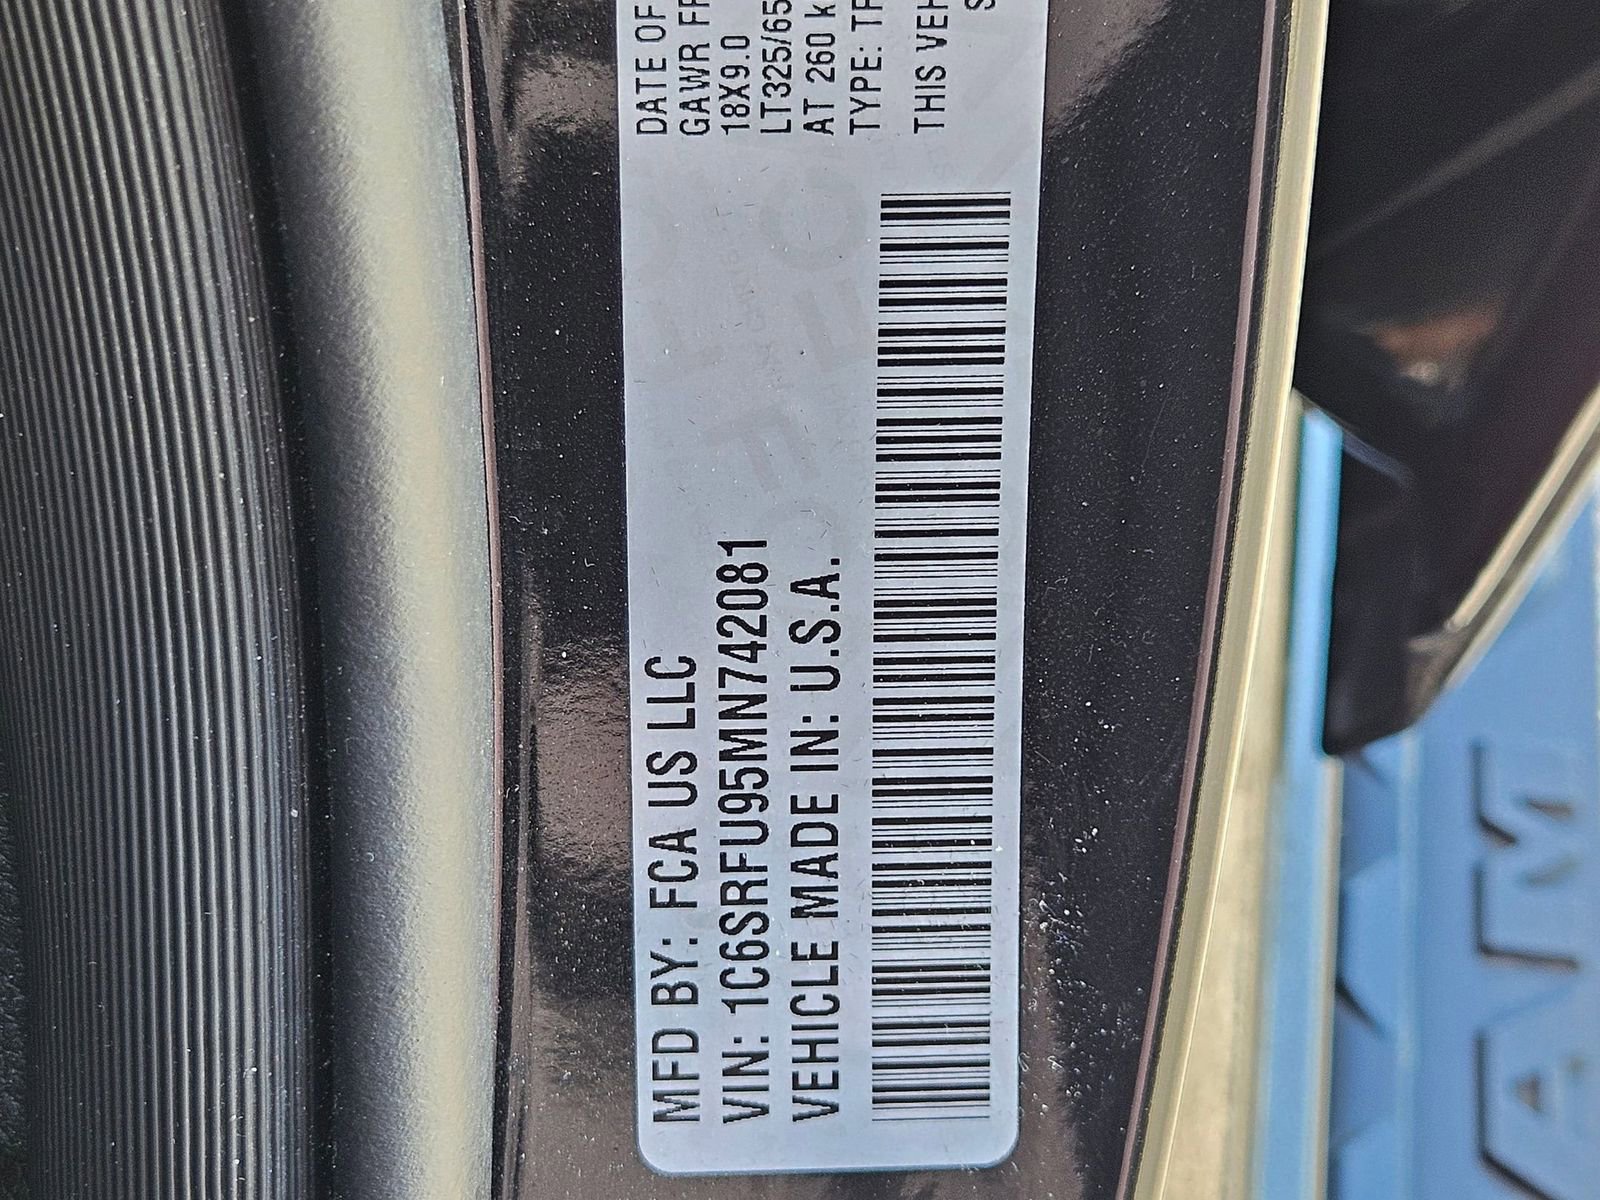 MFD BY: FCA US LLC
VIN: 1C6SRFU95MN742081
VEHICLE MADE IN: U.S.A.
DATE OF
GAWR FR
18X9.0
LT325/65
AT 260 k
TYPE: TR
THIS VEH
S
RAM